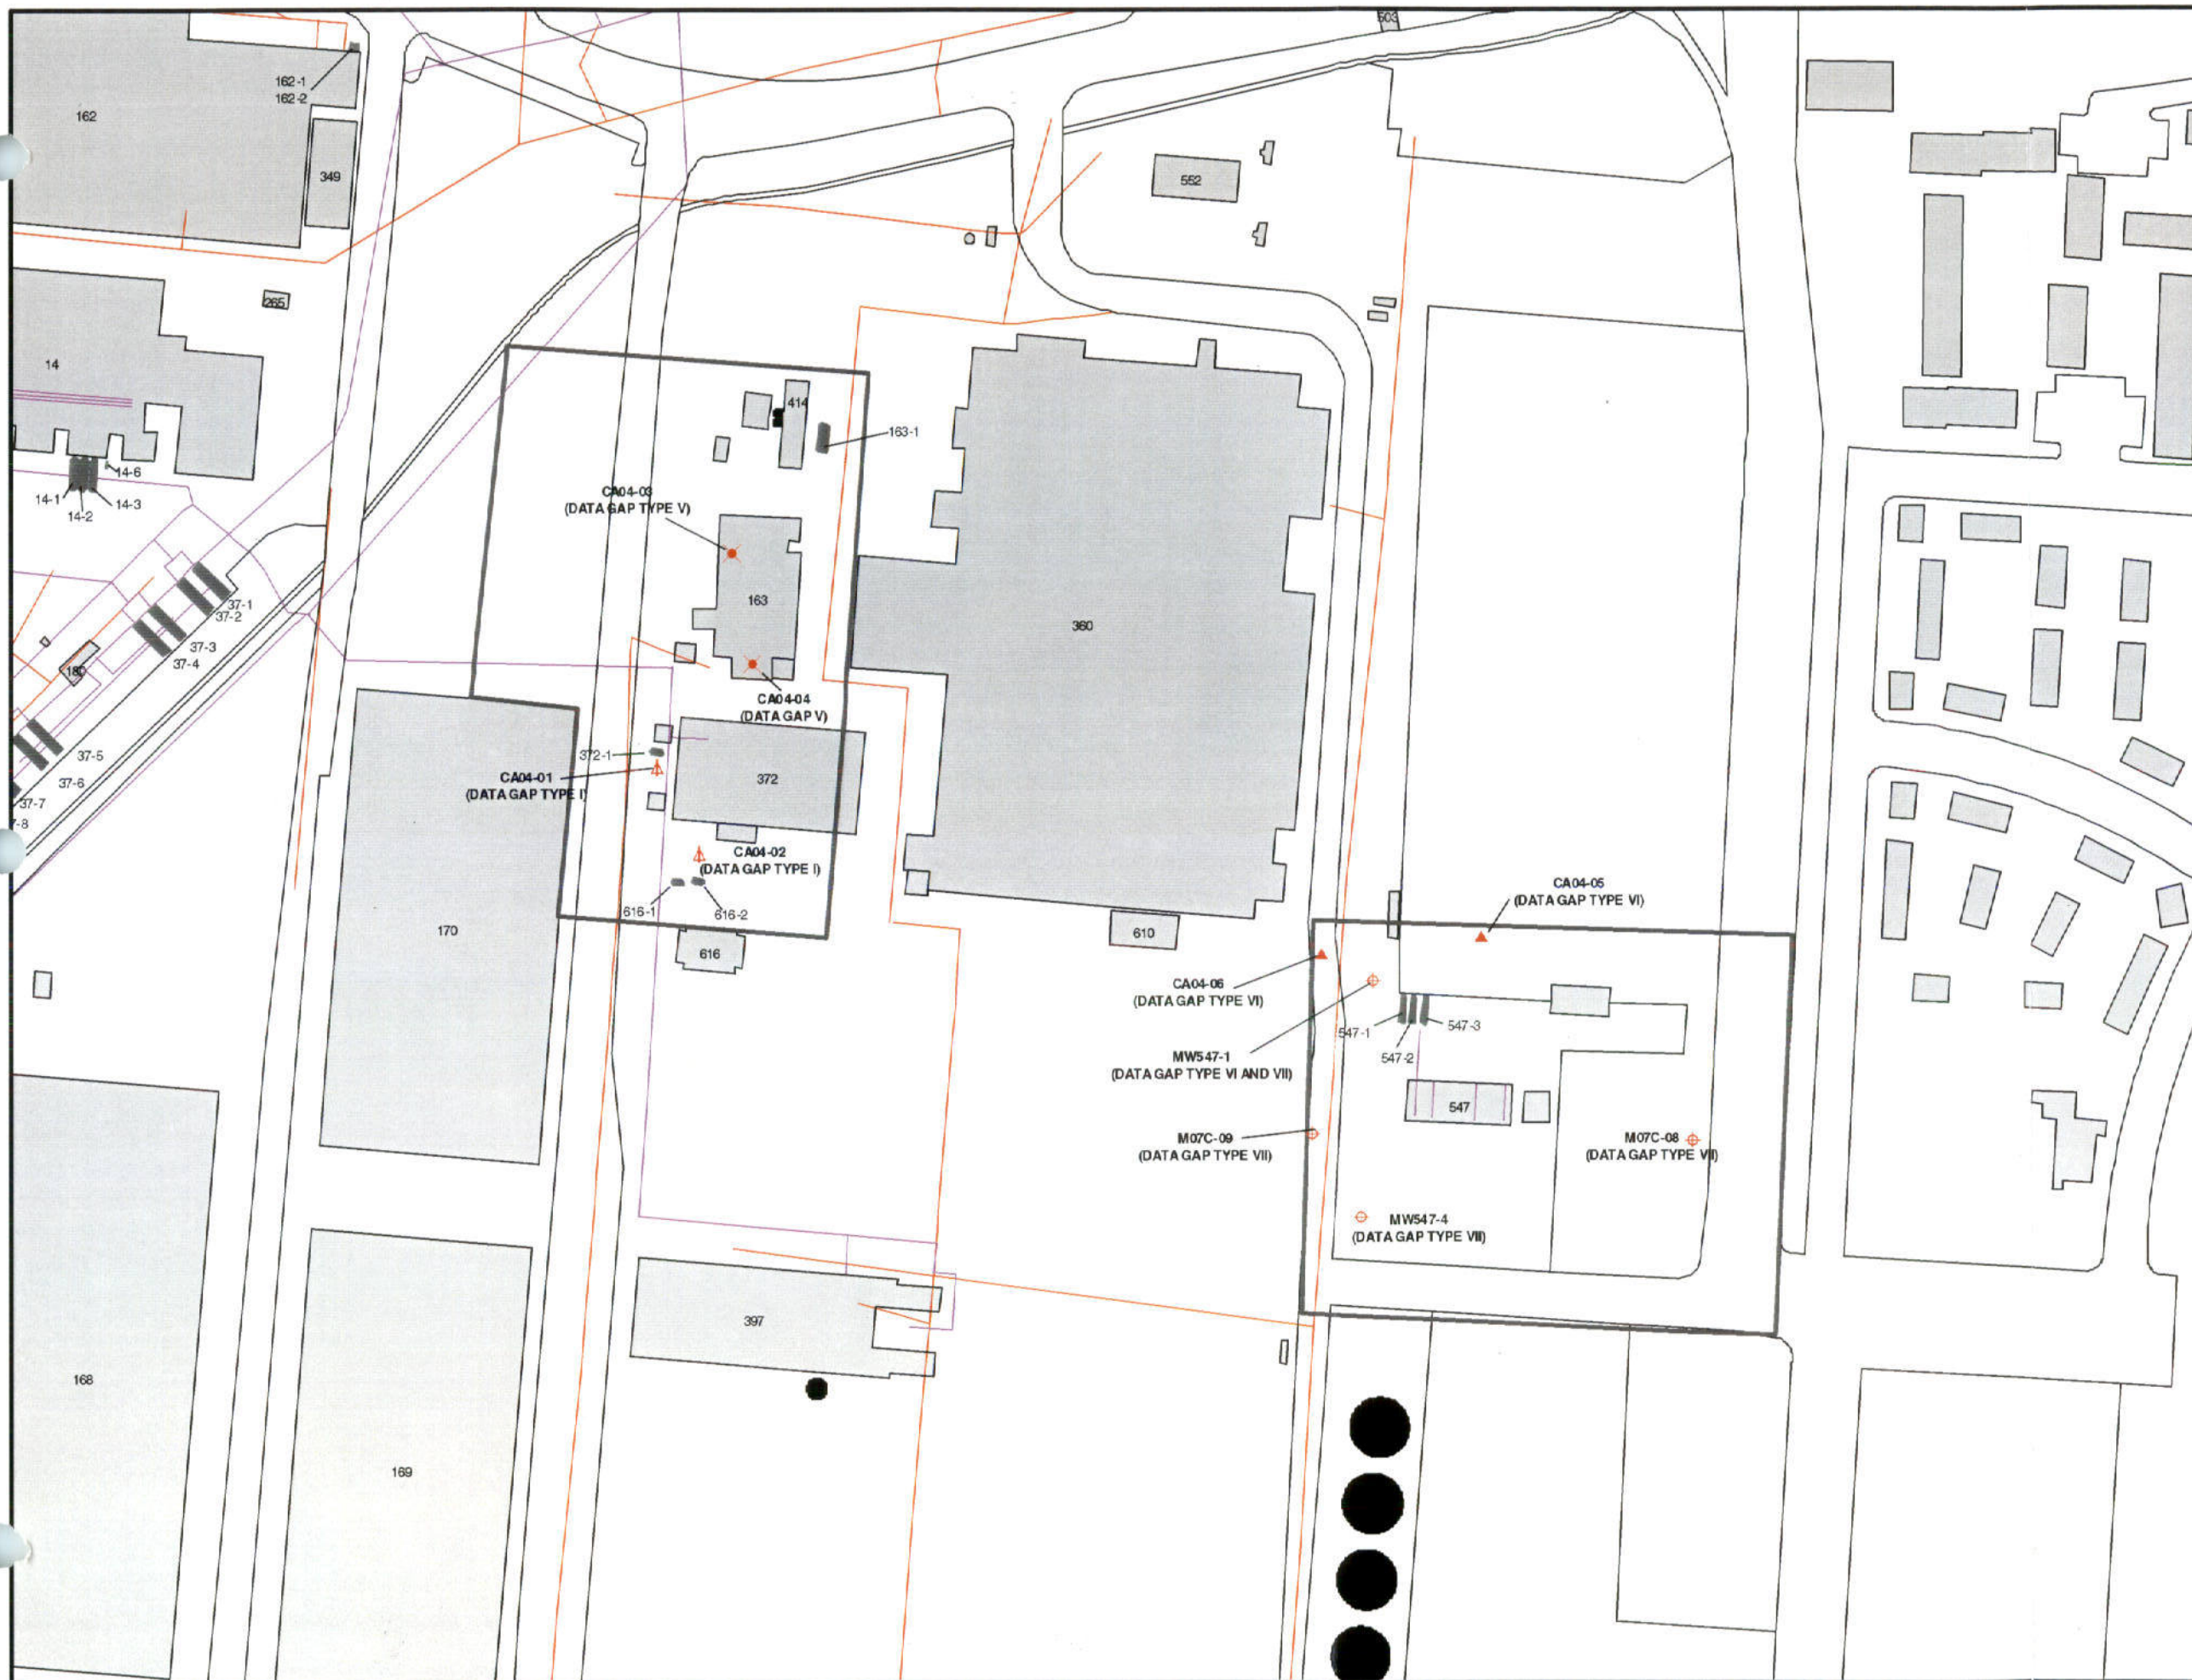 503
162-1
162-2
162
349
552
265
14
414
163-1
14-6
14-1
14-3
14-2
CA04-03
(DATA GAP TYPE V)
163
360
37-1
37-2
37-3
37-4
180
CA04-04
(DATA GAP V)
37-5
37-6
37-7
7-8
372-1
CA04-01
(DATA GAP TYPE I)
372
CA04-02
(DATA GAP TYPE I)
616-1
616-2
616
170
610
CA04-05
(DATA GAP TYPE VI)
CA04-06
(DATA GAP TYPE VI)
547-1
547-3
547-2
MW547-1
(DATA GAP TYPE VI AND VII)
547
M07C-09
(DATA GAP TYPE VII)
M07C-08
(DATA GAP TYPE VII)
MW547-4
(DATA GAP TYPE VII)
397
168
169